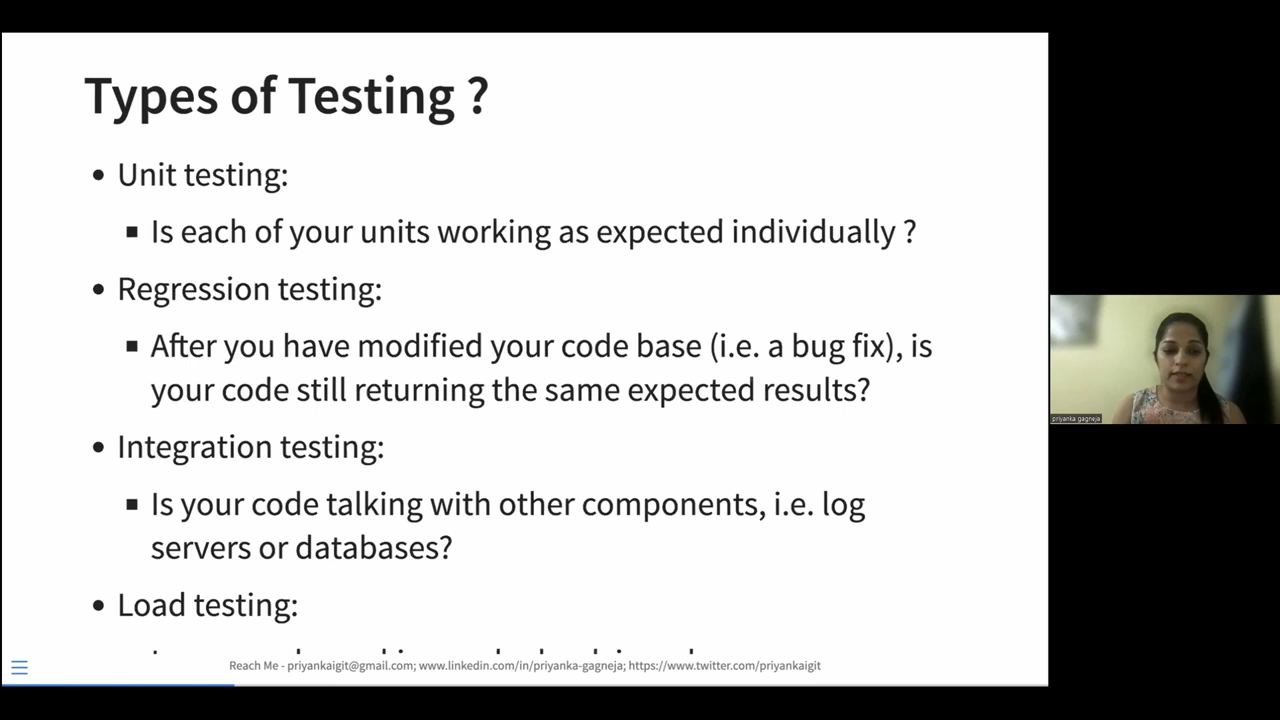 Types of Testing ?
• Unit testing:
▪ Is each of your units working as expected individually ?
• Regression testing:
▪ After you have modified your code base (i.e. a bug fix), is
your code still returning the same expected results?
• Integration testing:
▪ Is your code talking with other components, i.e. log
servers or databases?
• Load testing:
Reach Me - priyankaigit@gmail.com; www.linkedin.com/in/priyanka-gagneja; https://www.twitter.com/priyankaigit
priyanka gagneja